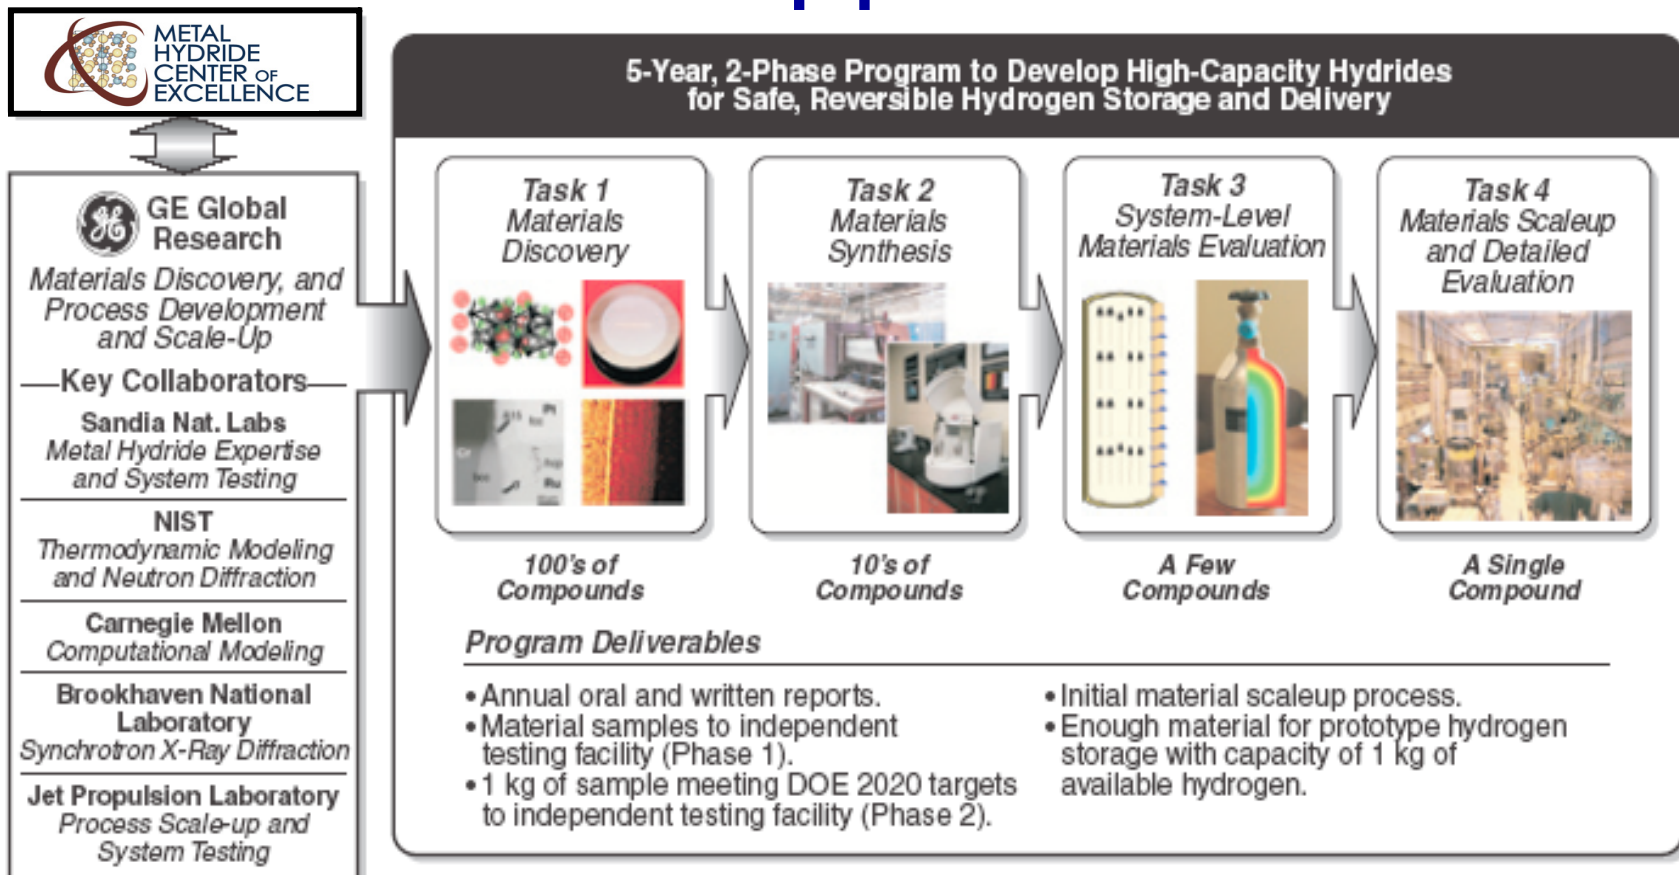 METAL
HYDRIDE
CENTER OF
EXCELLENCE
GE Global
Research
Materials Discovery, and
Process Development
and Scale-Up
Key Collaborators
Sandia Nat. Labs
Metal Hydride Expertise
and System Testing
NIST
Thermodynamic Modeling
and Neutron Diffraction
Carnegie Mellon
Computational Modeling
Brookhaven National
Laboratory
Synchrotron X-Ray Diffraction
Jet Propulsion Laboratory
Process Scale-up and
System Testing
5-Year, 2-Phase Program to Develop High-Capacity Hydrides
for Safe, Reversible Hydrogen Storage and Delivery
Task 1
Materials
Discovery
Pt
Cr
bcc
hcp
Ru
100's of
Compounds
Task 2
Materials
Synthesis
10's of
Compounds
Task 3
System-Level
Materials Evaluation
A Few
Compounds
Task 4
Materials Scaleup
and Detailed
Evaluation
A Single
Compound
Program Deliverables
• Annual oral and written reports.
• Material samples to independent
testing facility (Phase 1).
• 1 kg of sample meeting DOE 2020 targets
to independent testing facility (Phase 2).
• Initial material scaleup process.
• Enough material for prototype hydrogen
storage with capacity of 1 kg of
available hydrogen.